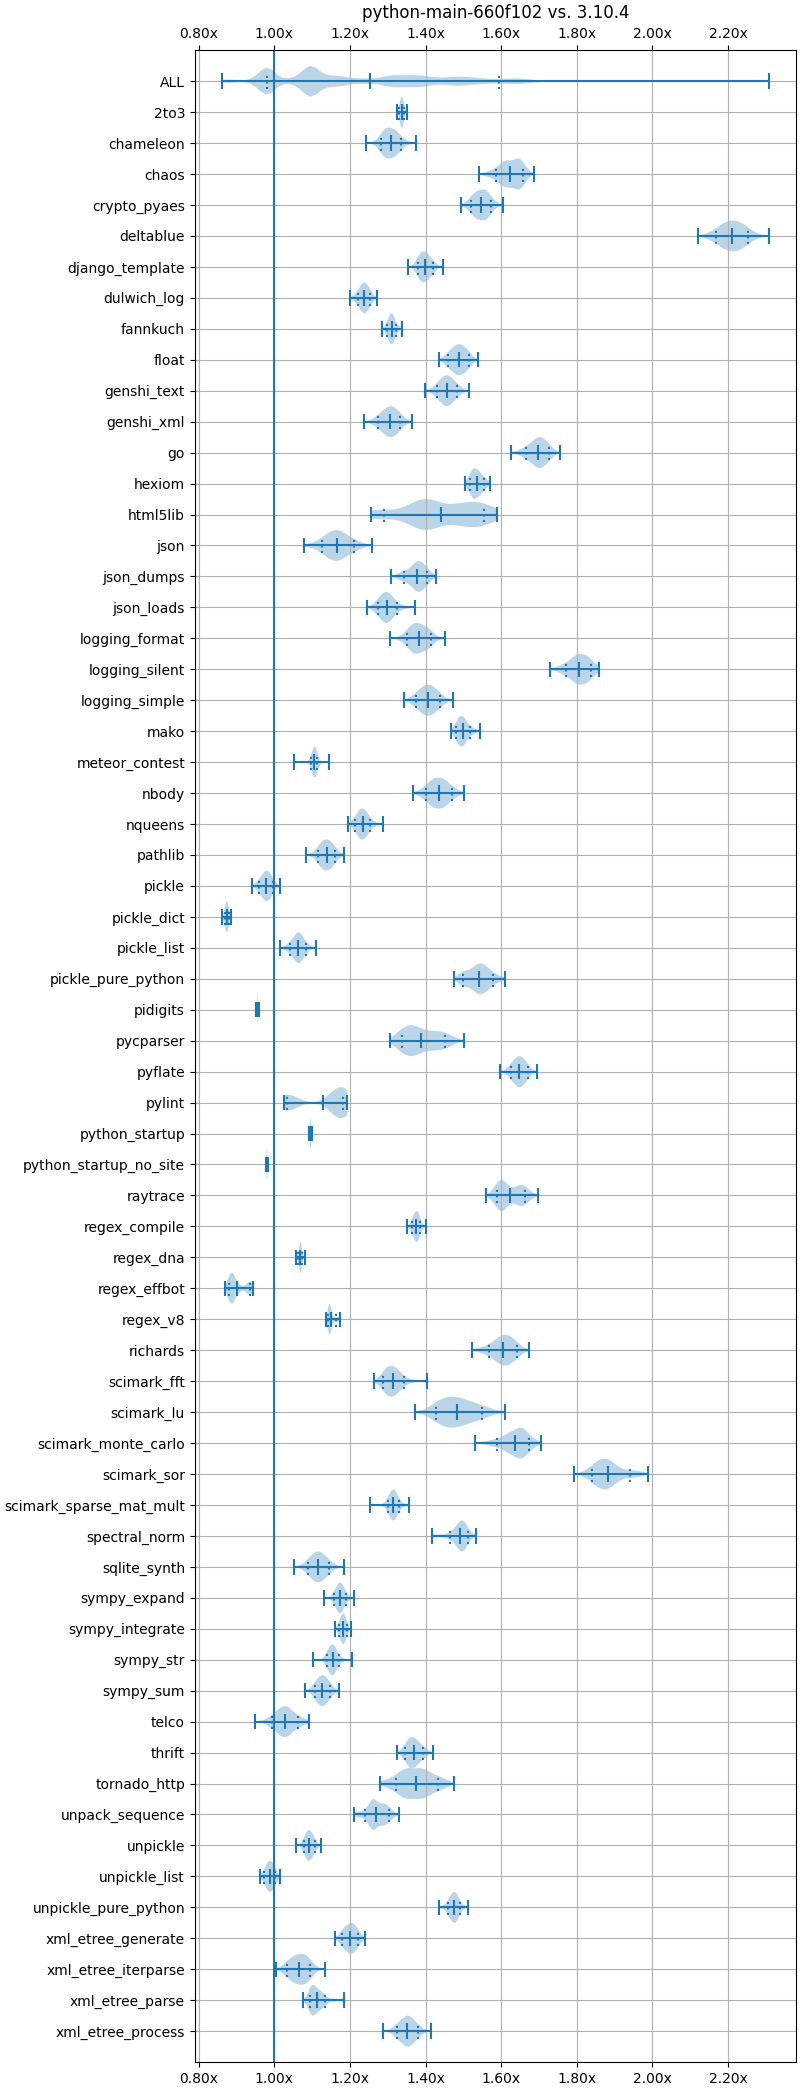 python-main-660f102 vs. 3.10.4
0.80x 1.00x 1.20x 1.40x 1.60x 1.80x 2.00x 2.20x
ALL
2to3
chameleon
chaos
crypto_pyaes
deltablue
django_template
dulwich_log
fannkuch
float
genshi_text
genshi_xml
go
hexiom
html5lib
json
json_dumps
json_loads
logging_format
logging_silent
logging_simple
mako
meteor_contest
nbody
nqueens
pathlib
pickle
pickle_dict
pickle_list
pickle_pure_python
pidigits
pycparser
pyflate
pylint
python_startup
python_startup_no_site
raytrace
regex_compile
regex_dna
regex_effbot
regex_v8
richards
scimark_fft
scimark_lu
scimark_monte_carlo
scimark_sor
scimark_sparse_mat_mult
spectral_norm
sqlite_synth
sympy_expand
sympy_integrate
sympy_str
sympy_sum
telco
thrift
tornado_http
unpack_sequence
unpickle
unpickle_list
unpickle_pure_python
xml_etree_generate
xml_etree_iterparse
xml_etree_parse
xml_etree_process
0.80x 1.00x 1.20x 1.40x 1.60x 1.80x 2.00x 2.20x